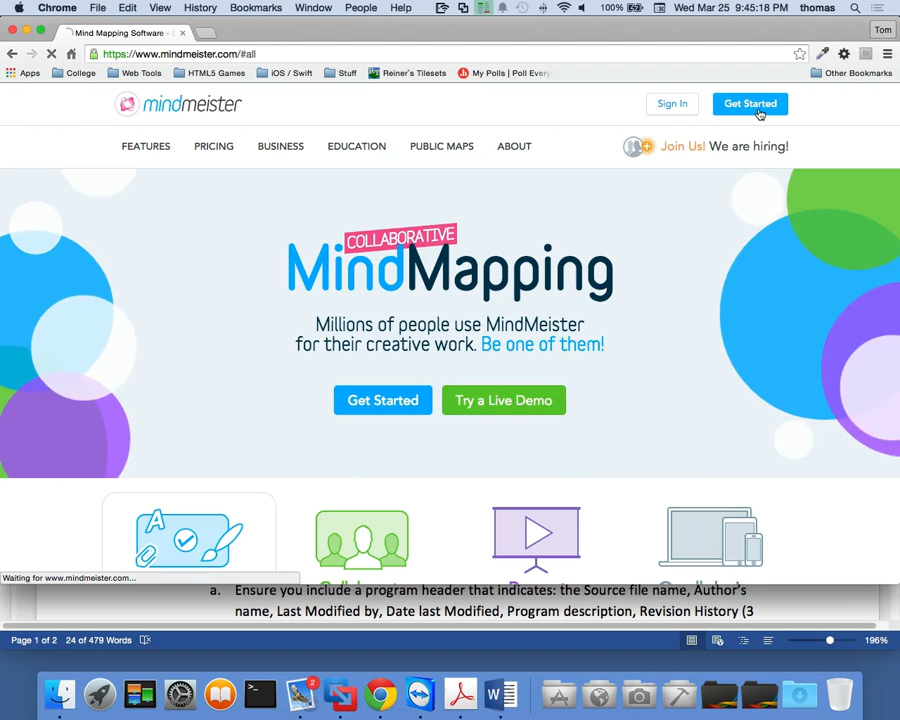 Chrome File Edit View History Bookmarks Window People Help 100% Wed Mar 25 9:45:18 PM thomas
Mind Mapping Software - Tom
https://www.mindmeister.com/#all
Apps College Web Tools HTML5 Games iOS / Swift Stuff Reiner's Tilesets My Polls | Poll Every Other Bookmarks
mindmeister Sign In Get Started
FEATURES PRICING BUSINESS EDUCATION PUBLIC MAPS ABOUT Join Us! We are hiring!
COLLABORATIVE
MindMapping
Millions of people use MindMeister
for their creative work. Be one of them!
Get Started Try a Live Demo
A
Waiting for www.mindmeister.com...
a. Ensure you include a program header that indicates: the Source file name, Author's
name, Last Modified by, Date last Modified, Program description, Revision History (3
Page 1 of 2 24 of 479 Words 196%
2